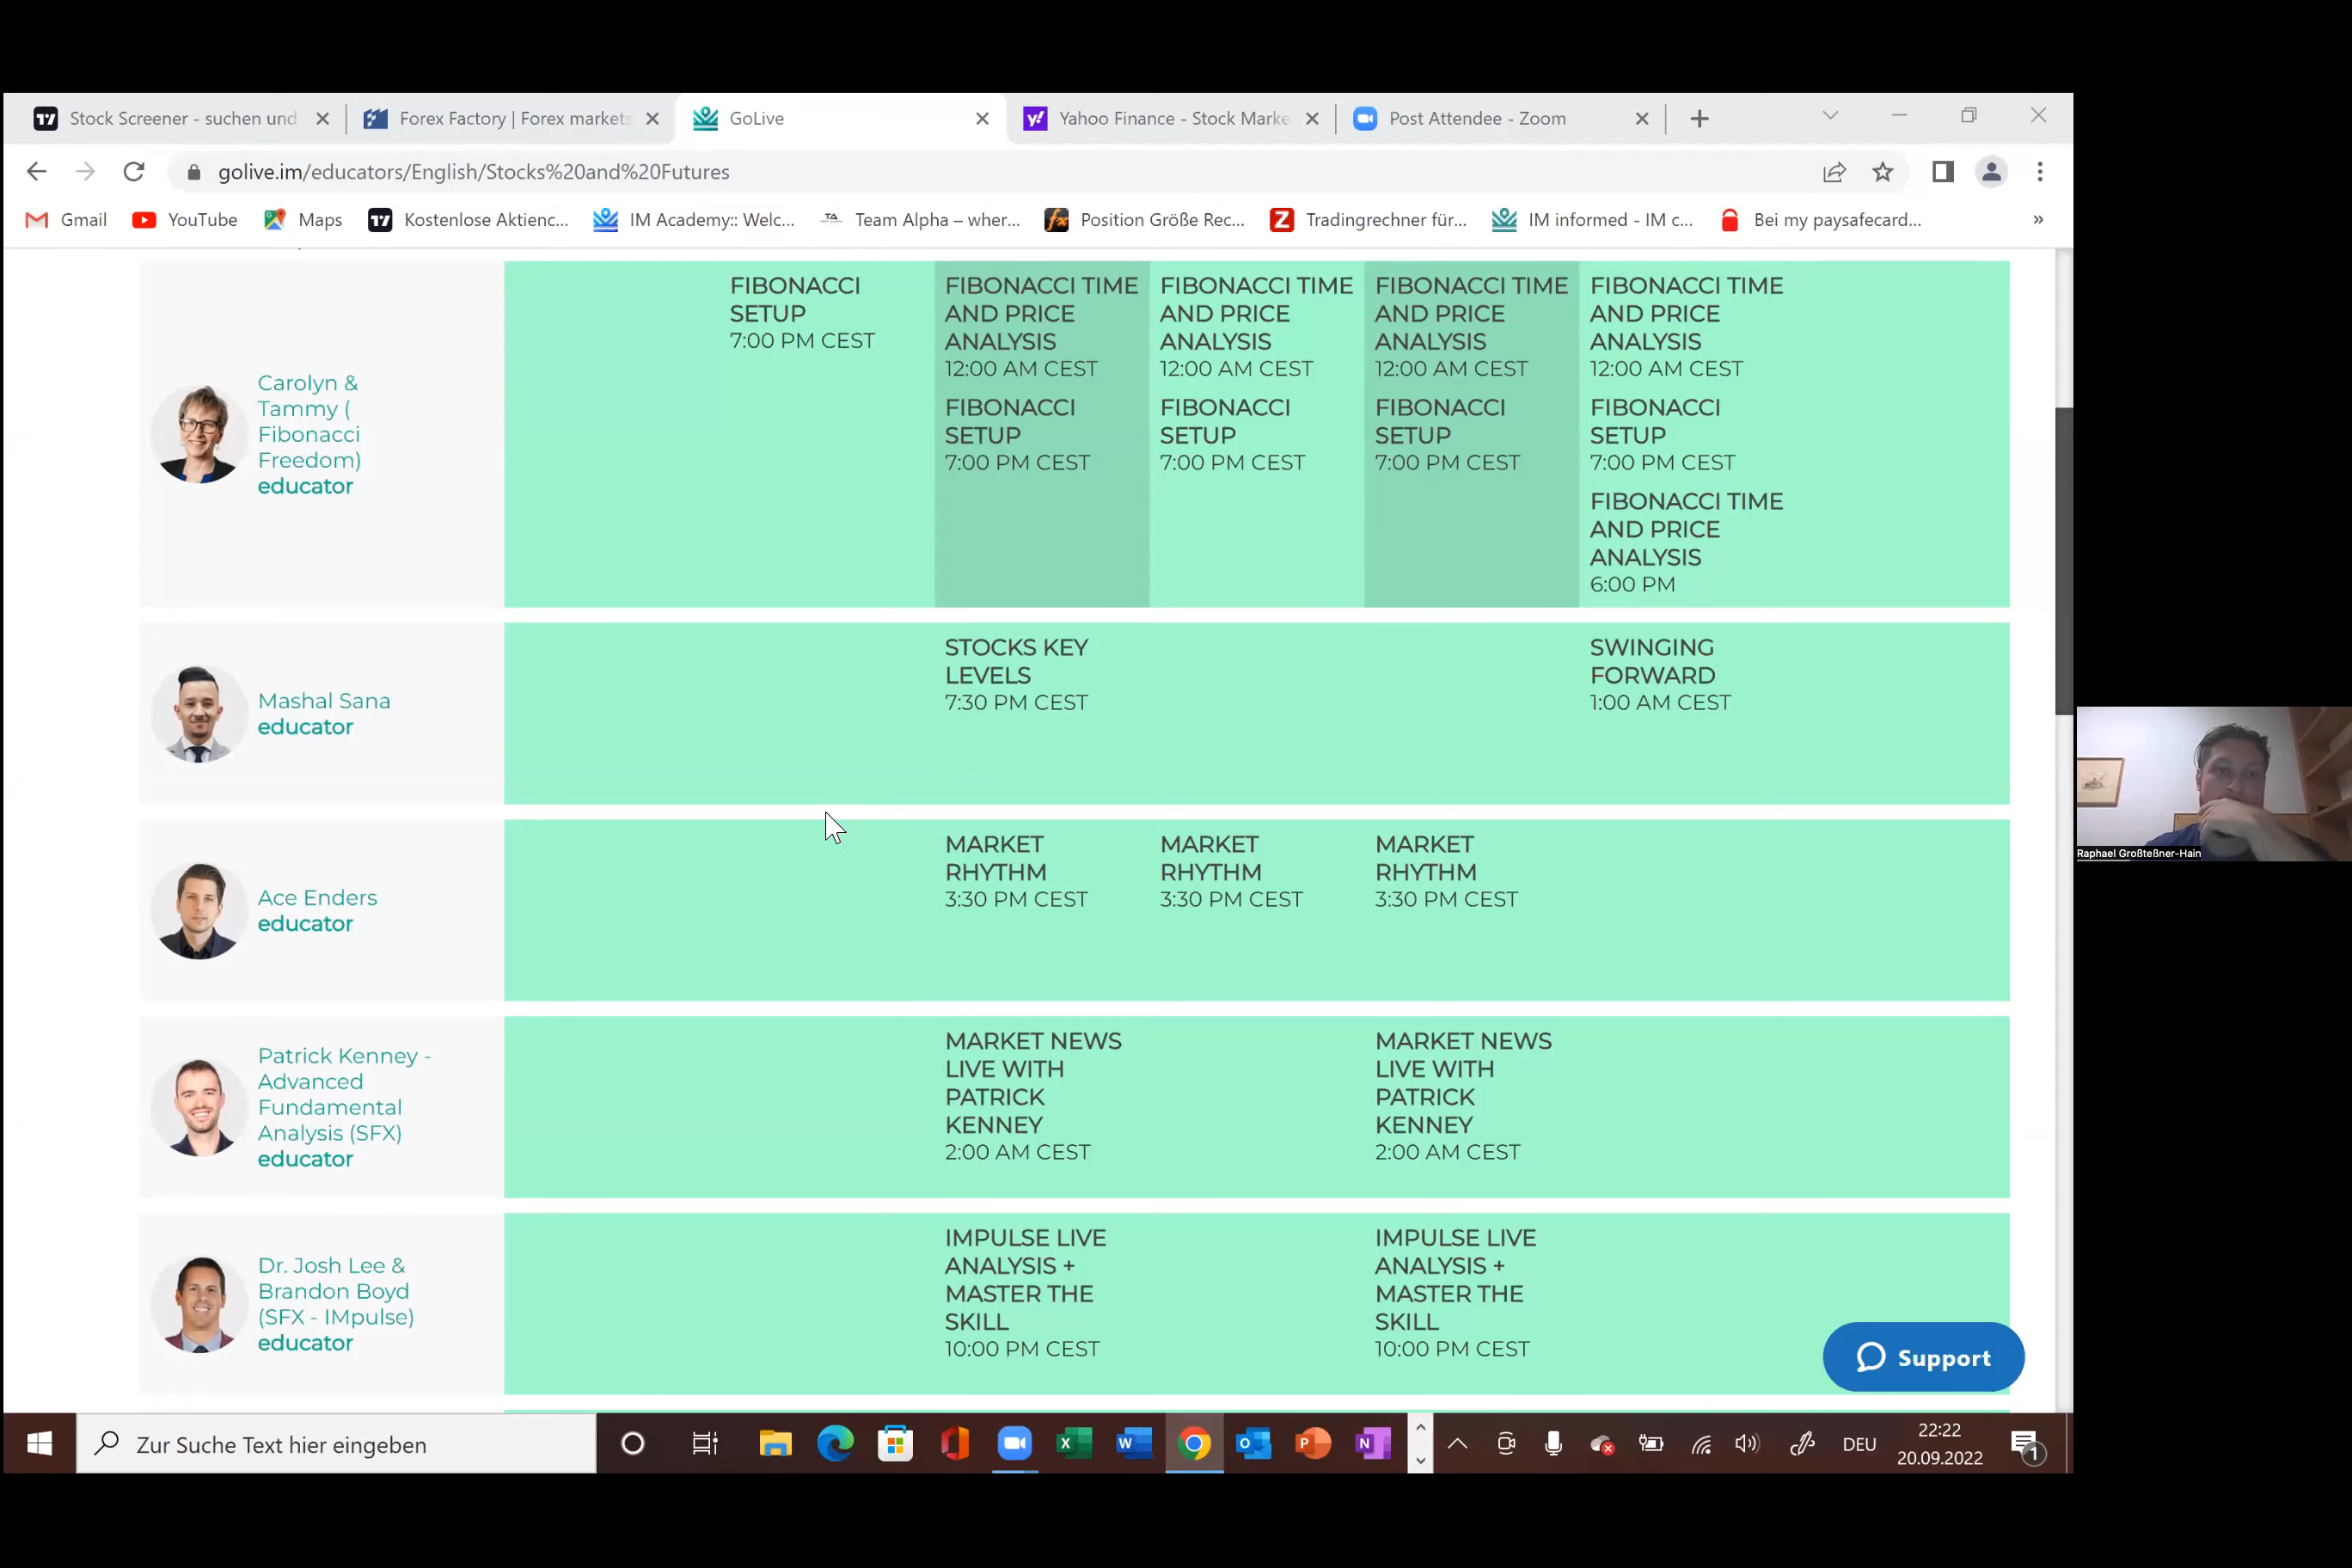 Stock Screener - suchen und
Forex Factory | Forex markets
GoLive
Yahoo Finance - Stock Marke
Post Attendee - Zoom
golive.im/educators/English/Stocks%20and%20Futures
Gmail
YouTube
Maps
Kostenlose Aktienc...
IM Academy:: Welc...
Team Alpha – wher...
Position Größe Rec...
Tradingrechner für...
IM informed - IM c...
Bei my paysafecard...
»
Carolyn &
Tammy (
Fibonacci
Freedom)
educator
FIBONACCI
SETUP
7:00 PM CEST
FIBONACCI TIME
AND PRICE
ANALYSIS
12:00 AM CEST
FIBONACCI
SETUP
7:00 PM CEST
FIBONACCI TIME
AND PRICE
ANALYSIS
12:00 AM CEST
FIBONACCI
SETUP
7:00 PM CEST
FIBONACCI TIME
AND PRICE
ANALYSIS
12:00 AM CEST
FIBONACCI
SETUP
7:00 PM CEST
FIBONACCI TIME
AND PRICE
ANALYSIS
12:00 AM CEST
FIBONACCI
SETUP
7:00 PM CEST
FIBONACCI TIME
AND PRICE
ANALYSIS
6:00 PM
Mashal Sana
educator
STOCKS KEY
LEVELS
7:30 PM CEST
SWINGING
FORWARD
1:00 AM CEST
Ace Enders
educator
MARKET
RHYTHM
3:30 PM CEST
MARKET
RHYTHM
3:30 PM CEST
MARKET
RHYTHM
3:30 PM CEST
Patrick Kenney -
Advanced
Fundamental
Analysis (SFX)
educator
MARKET NEWS
LIVE WITH
PATRICK
KENNEY
2:00 AM CEST
MARKET NEWS
LIVE WITH
PATRICK
KENNEY
2:00 AM CEST
Dr. Josh Lee &
Brandon Boyd
(SFX - IMpulse)
educator
IMPULSE LIVE
ANALYSIS +
MASTER THE
SKILL
10:00 PM CEST
IMPULSE LIVE
ANALYSIS +
MASTER THE
SKILL
10:00 PM CEST
Support
Raphael Großteßner-Hain
Zur Suche Text hier eingeben
DEU
22:22
20.09.2022
1